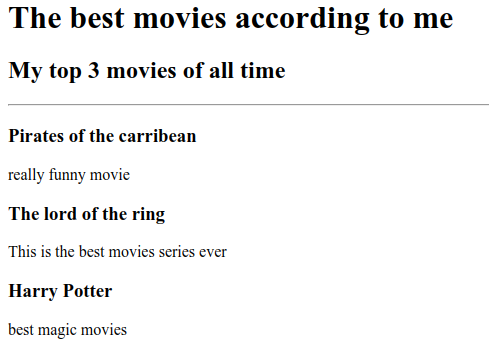 The best movies according to me
My top 3 movies of all time
Pirates of the carribean
really funny movie
The lord of the ring
This is the best movies series ever
Harry Potter
best magic movies